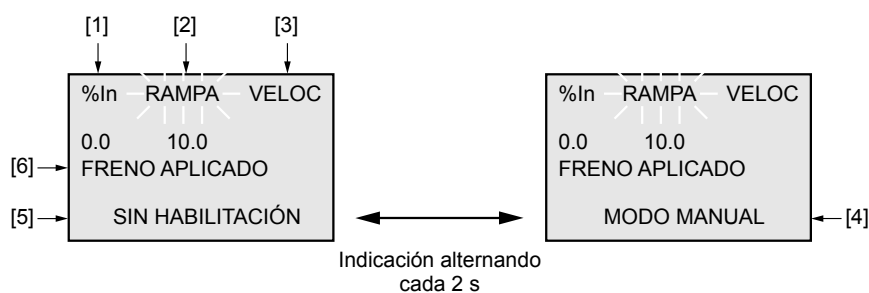 [1] [2] [3]
%In RAMPA VELOC
0.0 10.0
[6] FRENO APLICADO
[5] SIN HABILITACIÓN
%In RAMPA VELOC
0.0 10.0
FRENO APLICADO
MODO MANUAL [4]
Indicación alternando
cada 2 s